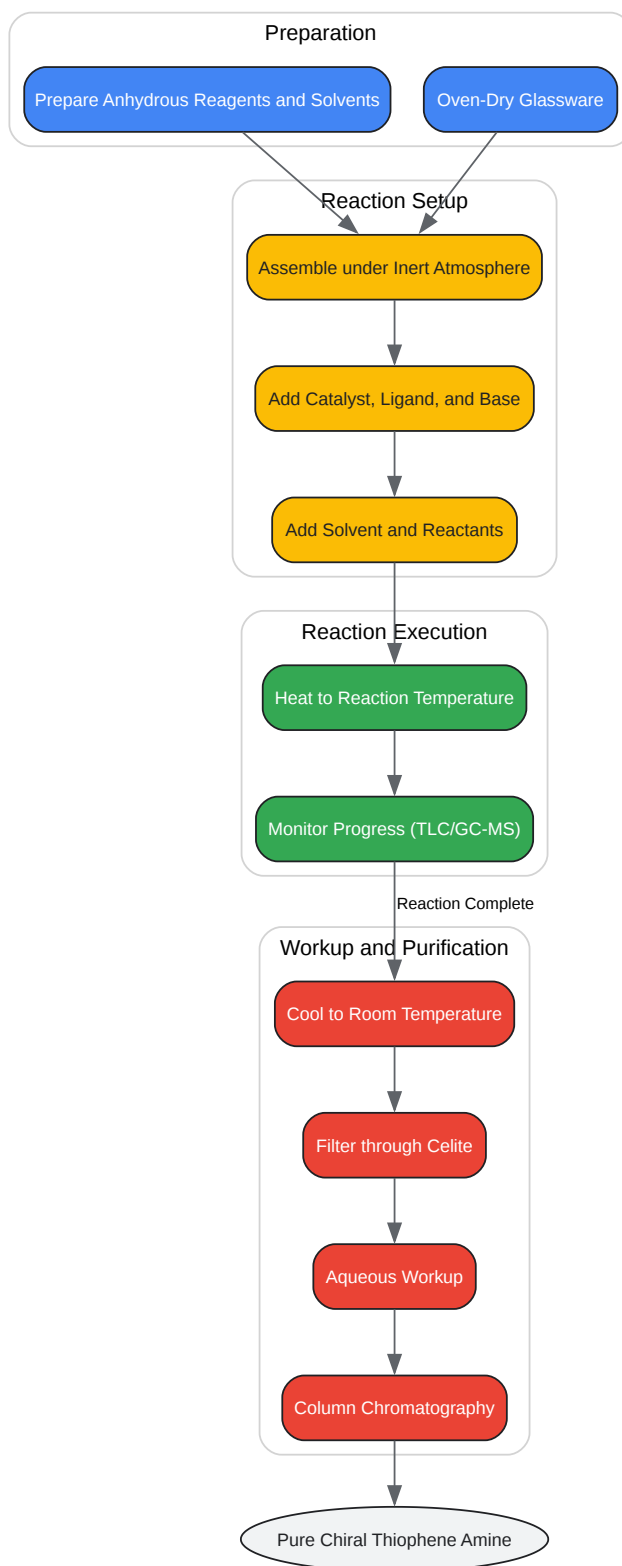 Preparation
Prepare Anhydrous Reagents and Solvents
Oven-Dry Glassware
Reaction Setup
Assemble under Inert Atmosphere
Add Catalyst, Ligand, and Base
Add Solvent and Reactants
Reaction Execution
Heat to Reaction Temperature
Monitor Progress (TLC/GC-MS)
Reaction Complete
Workup and Purification
Cool to Room Temperature
Filter through Celite
Aqueous Workup
Column Chromatography
Pure Chiral Thiophene Amine